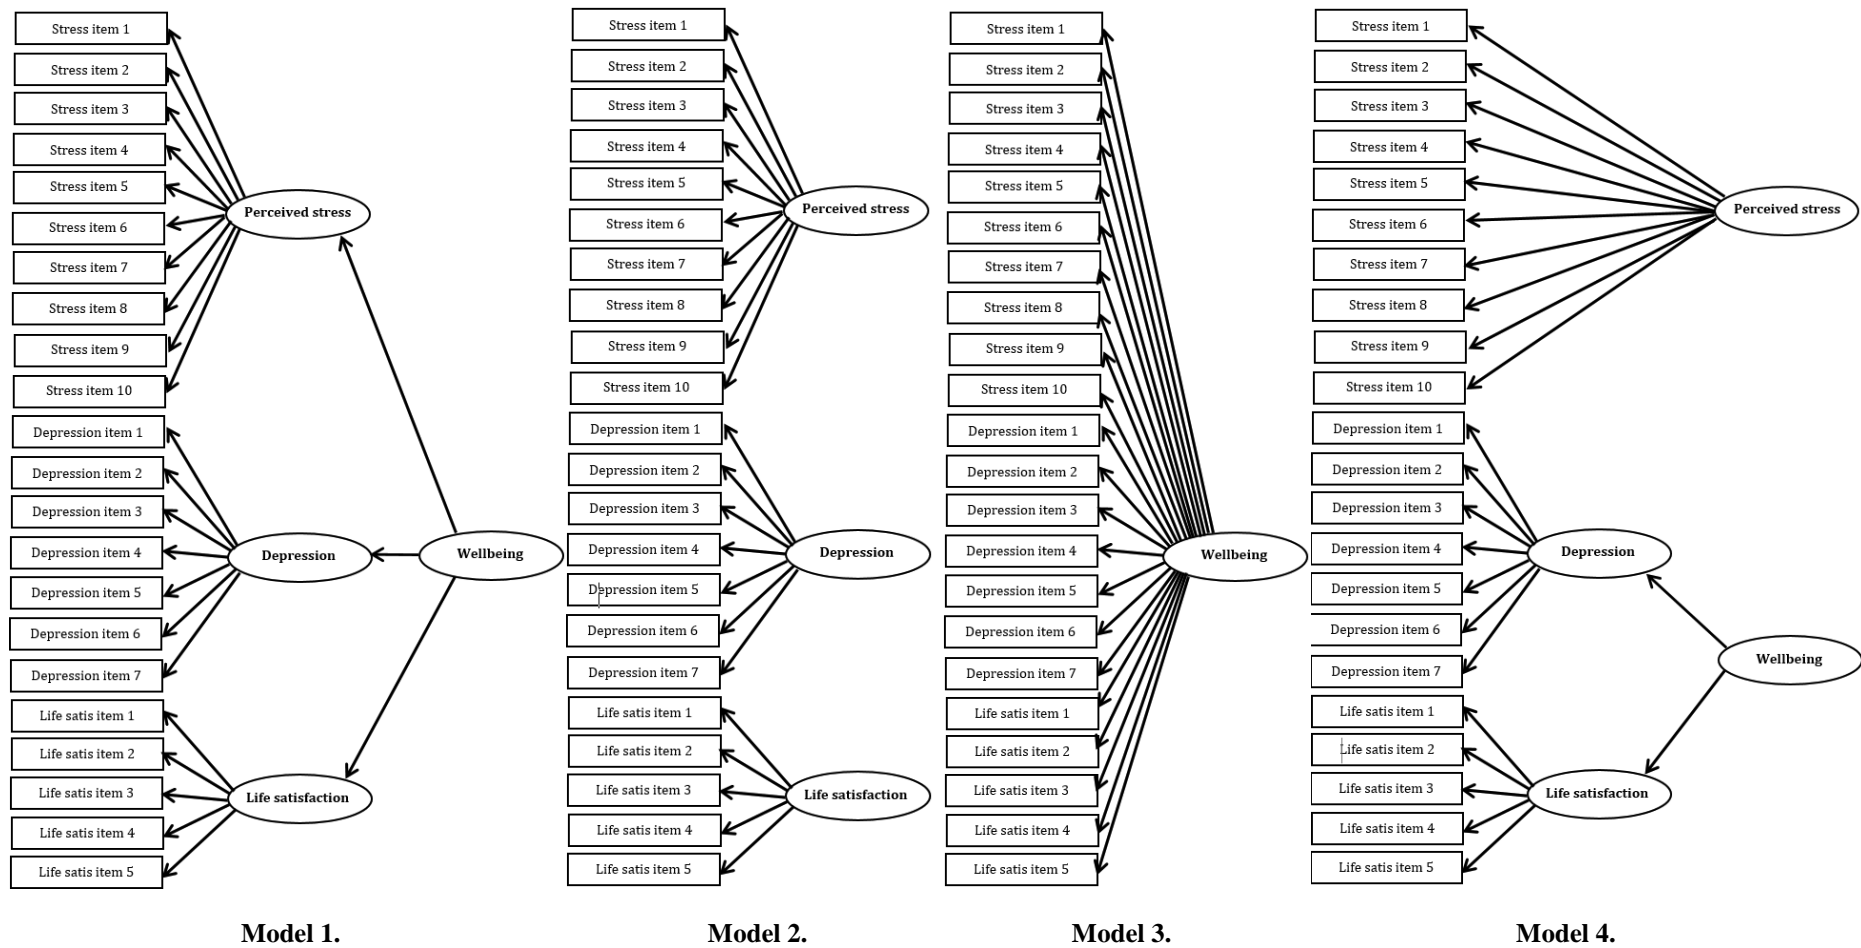 Stress item 1
Stress item 2
Stress item 3
Stress item 4
Stress item 5
Stress item 6
Stress item 7
Stress item 8
Stress item 9
Stress item 10
Depression item 1
Depression item 2
Depression item 3
Depression item 4
Depression item 5
Depression item 6
Depression item 7
Life satis item 1
Life satis item 2
Life satis item 3
Life satis item 4
Life satis item 5
Perceived stress
Depression
Life satisfaction
Wellbeing
Model 1.
Stress item 1
Stress item 2
Stress item 3
Stress item 4
Stress item 5
Stress item 6
Stress item 7
Stress item 8
Stress item 9
Stress item 10
Depression item 1
Depression item 2
Depression item 3
Depression item 4
Depression item 5
Depression item 6
Depression item 7
Life satis item 1
Life satis item 2
Life satis item 3
Life satis item 4
Life satis item 5
Perceived stress
Depression
Life satisfaction
Model 2.
Stress item 1
Stress item 2
Stress item 3
Stress item 4
Stress item 5
Stress item 6
Stress item 7
Stress item 8
Stress item 9
Stress item 10
Depression item 1
Depression item 2
Depression item 3
Depression item 4
Depression item 5
Depression item 6
Depression item 7
Life satis item 1
Life satis item 2
Life satis item 3
Life satis item 4
Life satis item 5
Wellbeing
Model 3.
Stress item 1
Stress item 2
Stress item 3
Stress item 4
Stress item 5
Stress item 6
Stress item 7
Stress item 8
Stress item 9
Stress item 10
Depression item 1
Depression item 2
Depression item 3
Depression item 4
Depression item 5
Depression item 6
Depression item 7
Life satis item 1
Life satis item 2
Life satis item 3
Life satis item 4
Life satis item 5
Perceived stress
Depression
Life satisfaction
Wellbeing
Model 4.